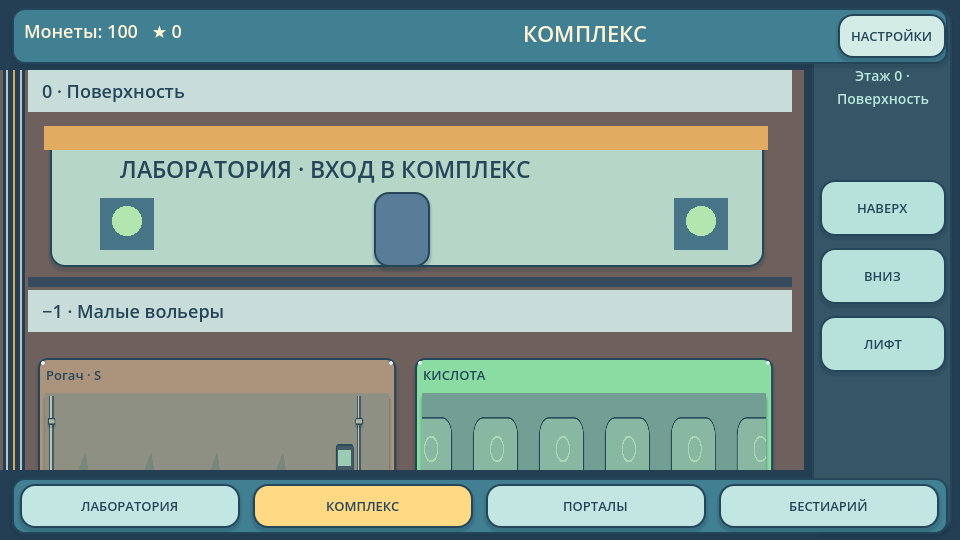 Монеты: 100 ★ 0
КОМПЛЕКС
НАСТРОЙКИ
Этаж 0 ·
Поверхность
0 · Поверхность
ЛАБОРАТОРИЯ · ВХОД В КОМПЛЕКС
НАВЕРХ
ВНИЗ
ЛИФТ
−1 · Малые вольеры
Рогач · S
КИСЛОТА
ЛАБОРАТОРИЯ
КОМПЛЕКС
ПОРТАЛЫ
БЕСТИАРИЙ